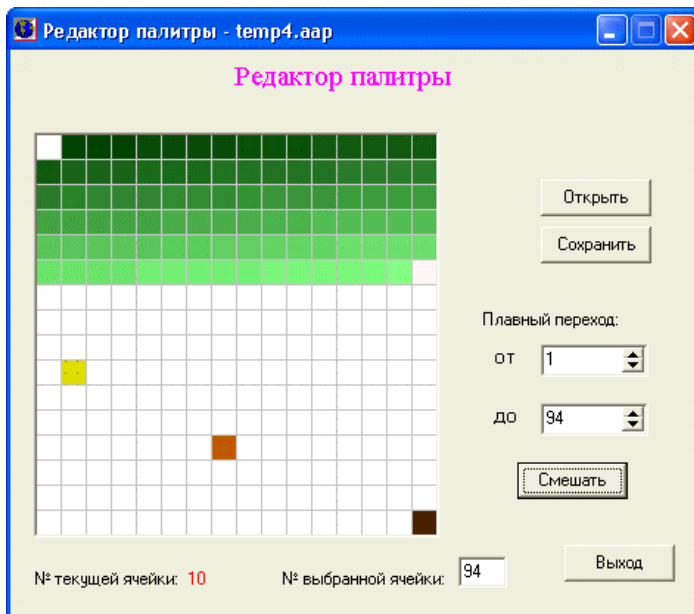 Редактор палитры - temp4.aap
Редактор палитры
Открыть
Сохранить
Плавный переход:
от 1
до 94
Смешать
Выход
№ текущей ячейки: 10 № выбранной ячейки: 94